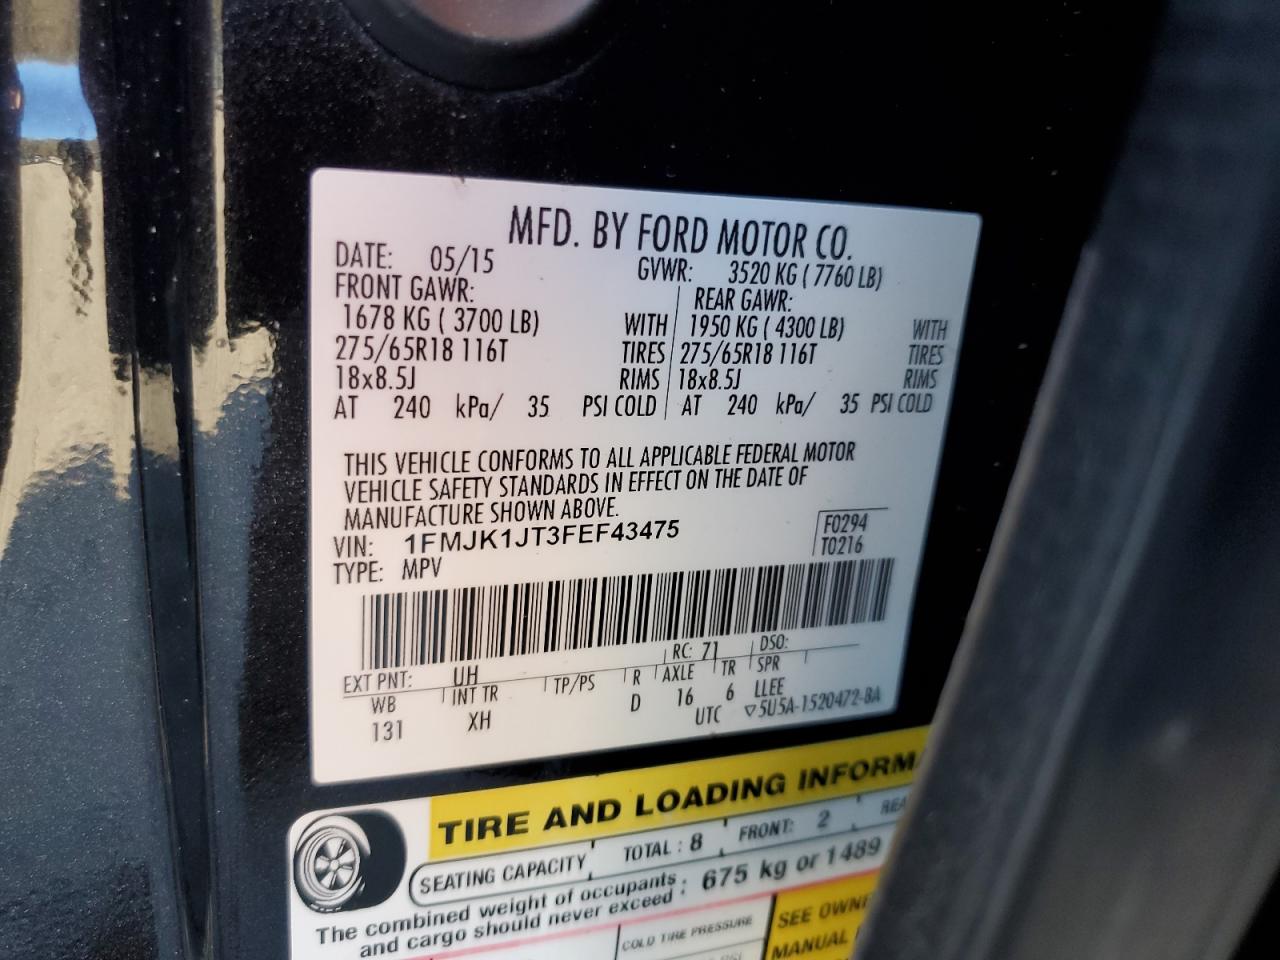 MFD. BY FORD MOTOR CO.
DATE: 05/15 GVWR: 3520 KG ( 7760 LB)
FRONT GAWR: REAR GAWR:
1678 KG ( 3700 LB) WITH 1950 KG ( 4300 LB) WITH
275/65R18 116T TIRES 275/65R18 116T TIRES
18x8.5J RIMS 18x8.5J RIMS
AT 240 kPa/ 35 PSI COLD AT 240 kPa/ 35 PSI COLD
THIS VEHICLE CONFORMS TO ALL APPLICABLE FEDERAL MOTOR
VEHICLE SAFETY STANDARDS IN EFFECT ON THE DATE OF
MANUFACTURE SHOWN ABOVE.
VIN: 1FMJK1JT3FEF43475
TYPE: MPV
F0294
T0216
RC: 71 DSO:
EXT PNT: UH
WB INT TR TP/PS R AXLE TR SPR
131 XH D 16 6 LLEE
UTC ▽5U5A-1520472-BA
TIRE AND LOADING
SEATING CAPACITY TOTAL : 8 FRONT: 2
The combined weight of occupants : 675 kg or 1489
and cargo should never exceed :
COLD TIRE PRESSURE
SEE
MANUAL